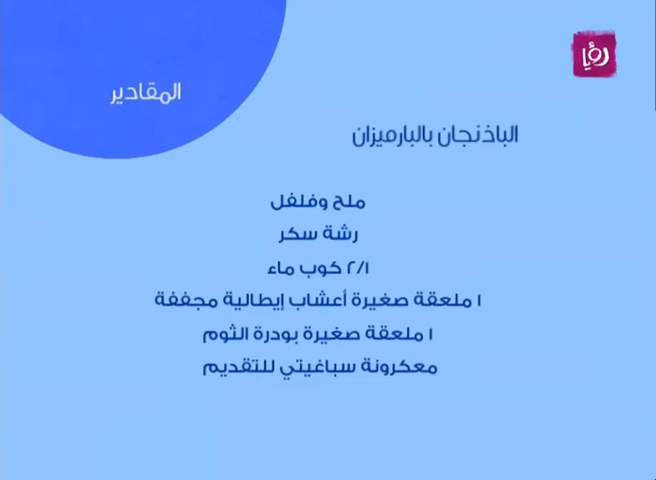 رؤيا
المقادير
الباذنجان بالبارميزان
ملح وفلفل
رشة سكر
٢/١ كوب ماء
١ ملعقة صغيرة أعشاب إيطالية مجففة
١ ملعقة صغيرة بودرة الثوم
معكرونة سباغيتي للتقديم